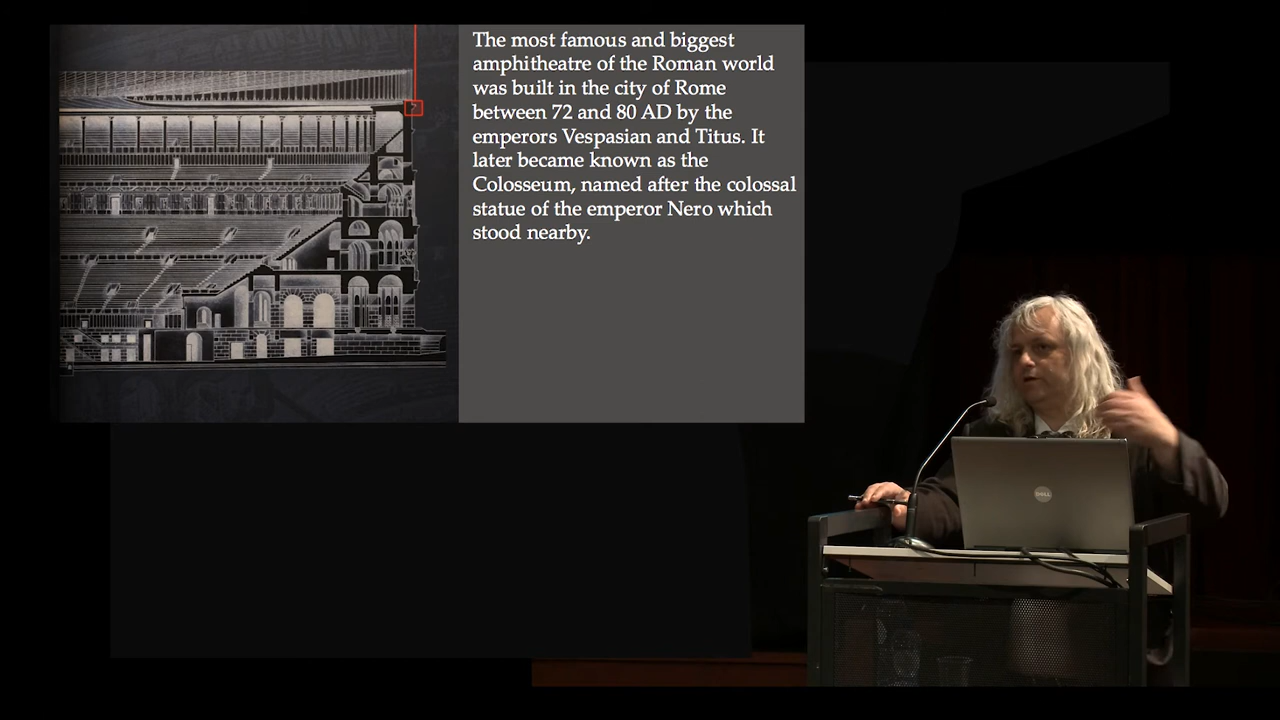 The most famous and biggest
amphitheatre of the Roman world
was built in the city of Rome
between 72 and 80 AD by the
emperors Vespasian and Titus. It
later became known as the
Colosseum, named after the colossal
statue of the emperor Nero which
stood nearby.
DELL